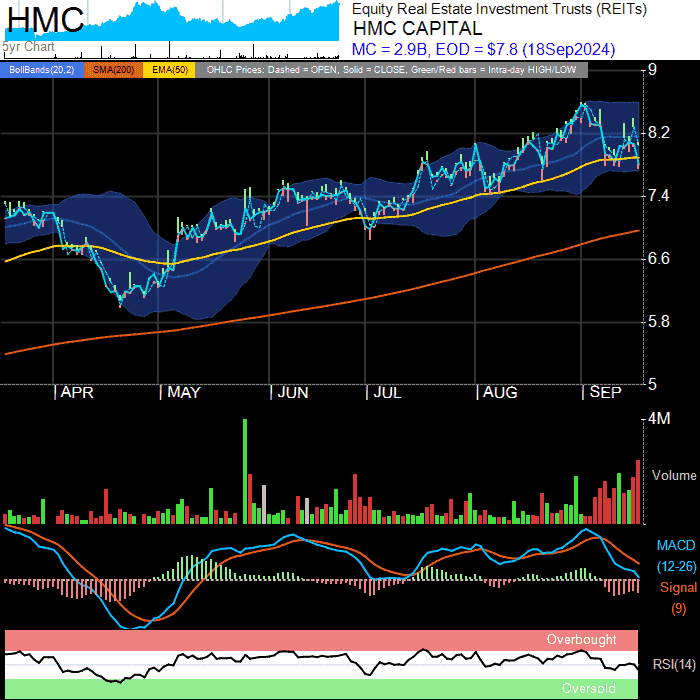 HMC
5yr Chart
Equity Real Estate Investment Trusts (REITs)
HMC CAPITAL
MC = 2.9B, EOD = $7.8 (18Sep2024)
BollBands(20,2) SMA(200) EMA(50) OHLC Prices: Dashed = OPEN, Solid = CLOSE, Green/Red bars = Intra-day HIGH/LOW
9
8.2
7.4
6.6
5.8
5
APR MAY JUN JUL AUG SEP
4M
Volume
MACD
(12-26)
Signal
(9)
Overbought
RSI(14)
Oversold